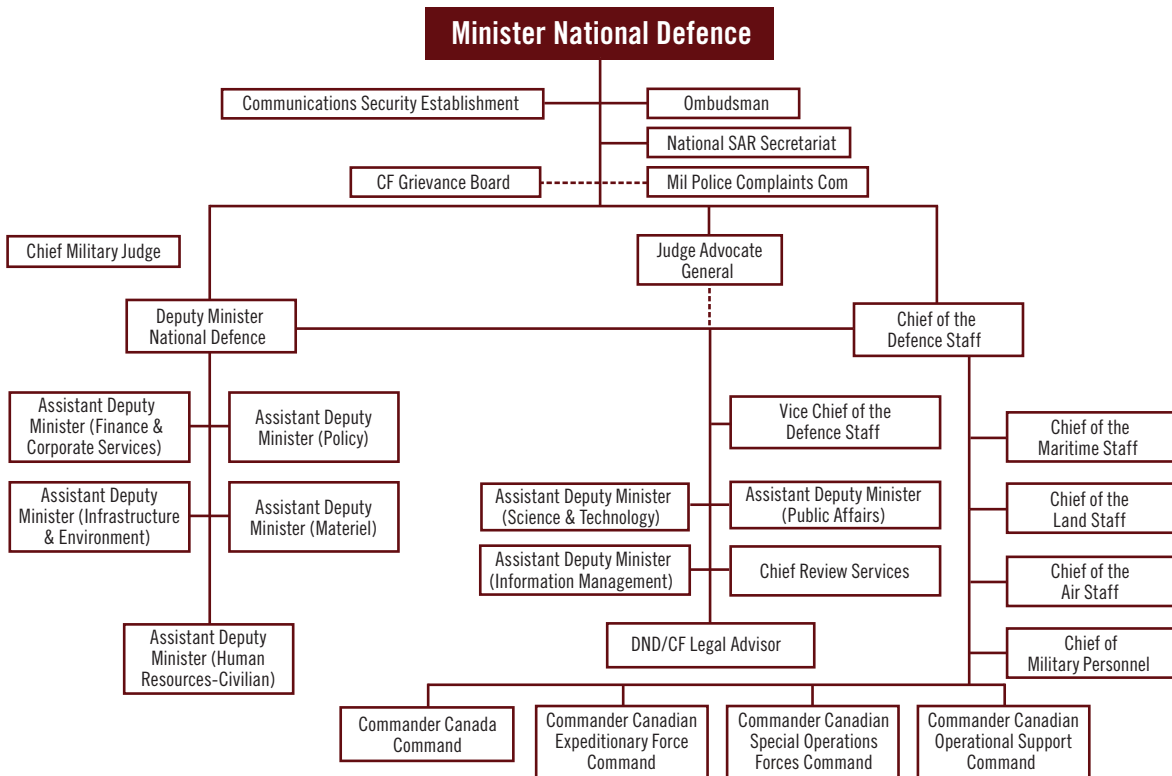 Minister National Defence
Communications Security Establishment
Ombudsman
National SAR Secretariat
CF Grievance Board
Mil Police Complaints Com
Chief Military Judge
Judge Advocate
General
Deputy Minister
National Defence
Chief of the
Defence Staff
Assistant Deputy
Minister (Finance &
Corporate Services)
Assistant Deputy
Minister (Policy)
Vice Chief of the
Defence Staff
Chief of the
Maritime Staff
Assistant Deputy
Minister (Infrastructure
& Environment)
Assistant Deputy
Minister (Materiel)
Assistant Deputy Minister
(Science & Technology)
Assistant Deputy Minister
(Public Affairs)
Chief of the
Land Staff
Assistant Deputy Minister
(Information Management)
Chief Review Services
Chief of the
Air Staff
Assistant Deputy
Minister (Human
Resources-Civilian)
DND/CF Legal Advisor
Chief of
Military Personnel
Commander Canada
Command
Commander Canadian
Expeditionary Force
Command
Commander Canadian
Special Operations
Forces Command
Commander Canadian
Operational Support
Command